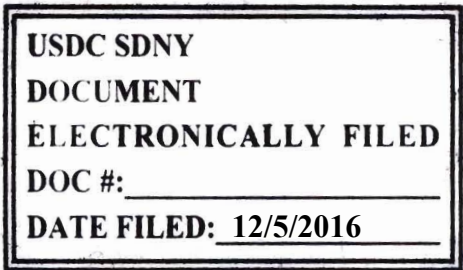 USDC SDNY
DOCUMENT
ELECTRONICALLY FILED
DOC #:
DATE FILED: 12/5/2016